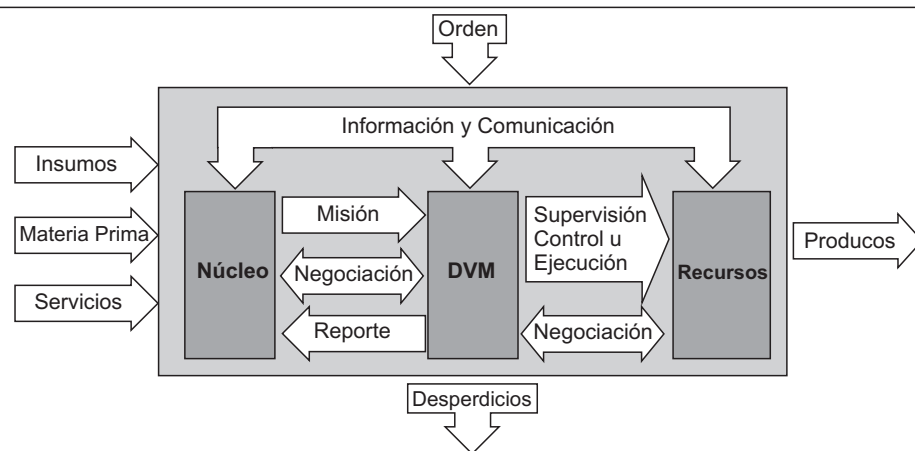 Orden
Información y Comunicación
Insumos
Materia Prima
Servicios
Núcleo
Misión
Negociación
Reporte
DVM
Supervisión
Control u
Ejecución
Negociación
Recursos
Producos
Desperdicios